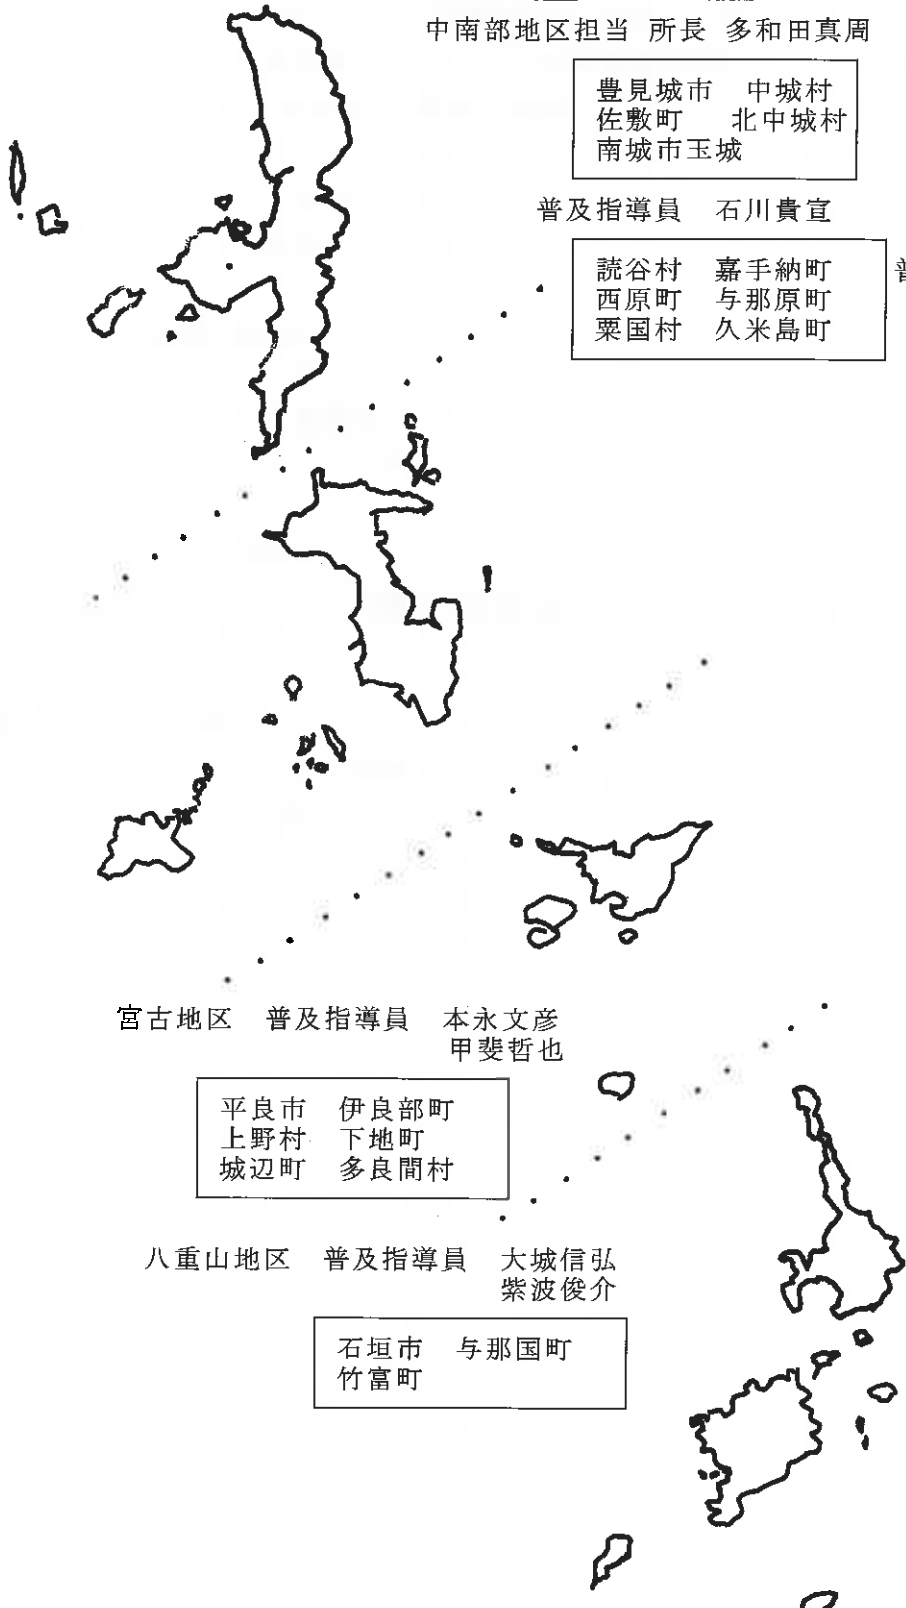 中南部地区担当 所長 多和田真周
豊見城市 中城村
佐敷町 北中城村
南城市玉城
普及指導員 石川貴宣
読谷村 嘉手納町
西原町 与那原町
粟国村 久米島町
宮古地区 普及指導員 本永文彦
甲斐哲也
平良市 伊良部町
上野村 下地町
城辺町 多良間村
八重山地区 普及指導員 大城信弘
紫波俊介
石垣市 与那国町
竹富町